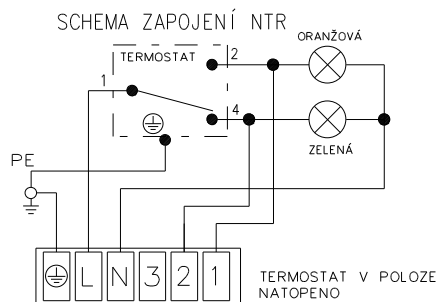 SCHEMA ZAPOJENÍ NTR
ORANŽOVÁ
TERMOSTAT
2
1
4
ZELENÁ
PE
L N 3 2 1
TERMOSTAT V POLOZE
NATOPENO